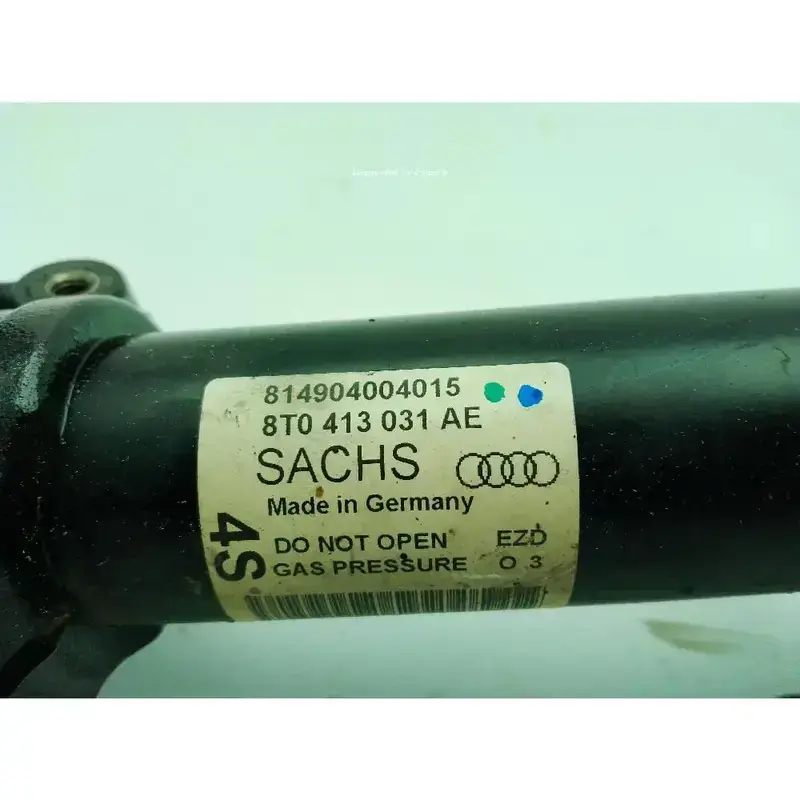 814904004015
8T0 413 031 AE
SACHS
Made in Germany
4S
DO NOT OPEN EZD
GAS PRESSURE O 3